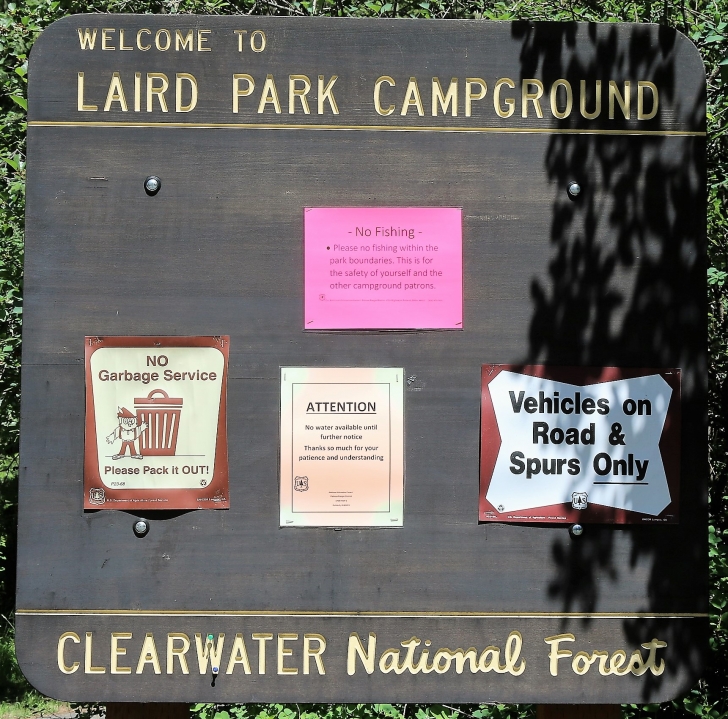 WELCOME TO
LAIRD PARK CAMPGROUND
- No Fishing -
• Please no fishing within the
park boundaries. This is for
the safety of yourself and the
other campground patrons.
NO
Garbage Service
Please Pack it OUT!
ATTENTION
No water available until
further notice
Thanks so much for your
patience and understanding
Vehicles on
Road &
Spurs Only
UAS
CLEARWATER National Forest